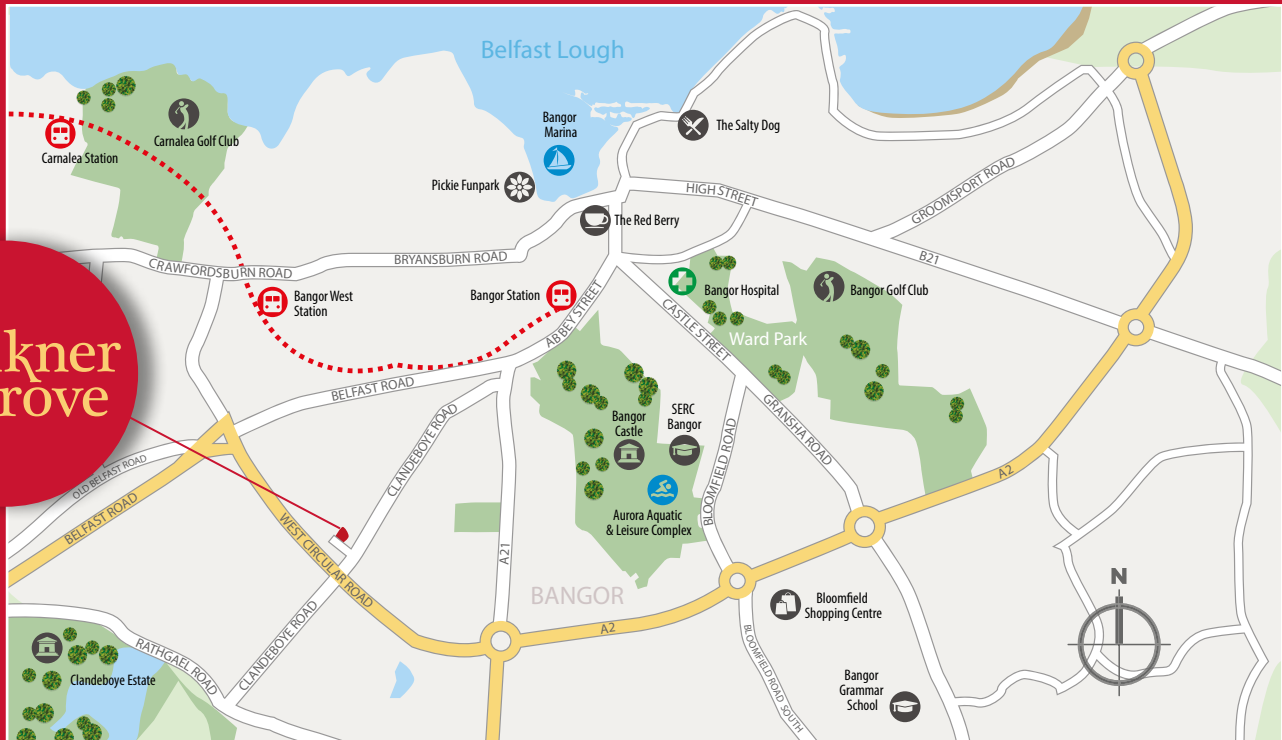 Belfast Lough
Carnalea Station
Carnalea Golf Club
Bangor
Marina
The Salty Dog
Pickie Funpark
The Red Berry
HIGH STREET
GROOMSPORT ROAD
B21
CRAWFORDSBURN ROAD
BRYANSBURN ROAD
Bangor West
Station
Bangor Station
ABBEY STREET
Bangor Hospital
Bangor Golf Club
CASTLE STREET
Ward Park
kner
rove
BELFAST ROAD
CLANDEBOYE ROAD
Bangor
Castle
SERC
Bangor
BLOOMFIELD ROAD
GRANSHA ROAD
OLD BELFAST ROAD
BELFAST ROAD
WEST CIRCULAR ROAD
A21
Aurora Aquatic
& Leisure Complex
A2
BANGOR
A2
Bloomfield
Shopping Centre
N
RATHGAEL ROAD
CLANDEBOYE ROAD
Clandeboye Estate
BLOOMFIELD ROAD SOUTH
Bangor
Grammar
School